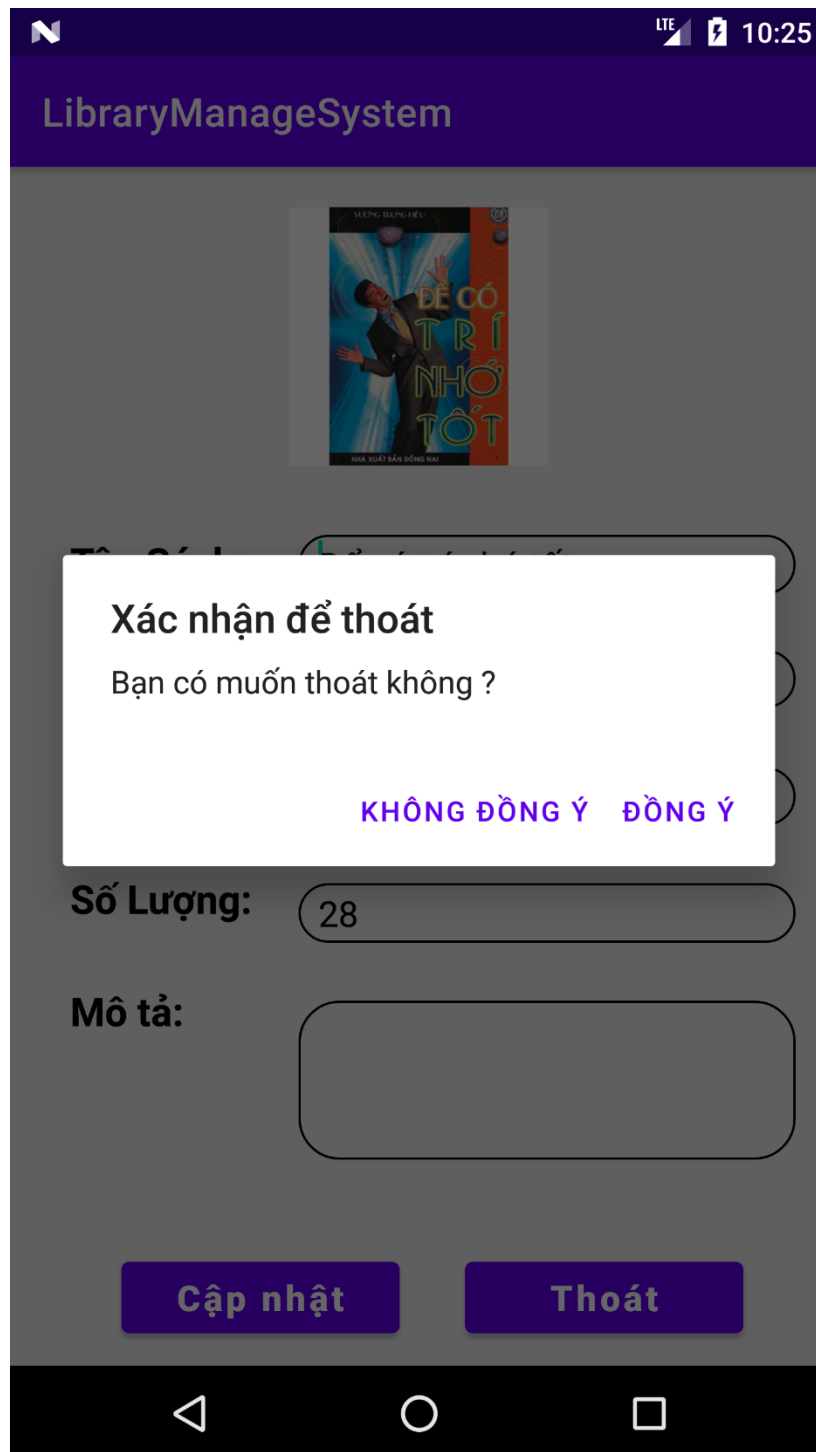 LTE 10:25
LibraryManageSystem
VƯƠNG TRUNG HIẾU
ĐỂ CÓ
TRÍ
NHỚ
TỐT
NHÀ XUẤT BẢN ĐỒNG NAI
Xác nhận để thoát
Bạn có muốn thoát không ?
KHÔNG ĐỒNG Ý ĐỒNG Ý
Số Lượng: 28
Mô tả:
Cập nhật Thoát